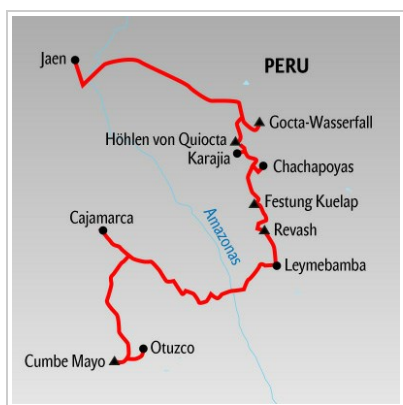 Jaen
PERU
Gocta-Wasserfall
Höhlen von Quiocta
Karajia
Chachapoyas
Festung Kuelap
Cajamarca
Amazonas
Revash
Leymebamba
Otuzco
Cumbe Mayo